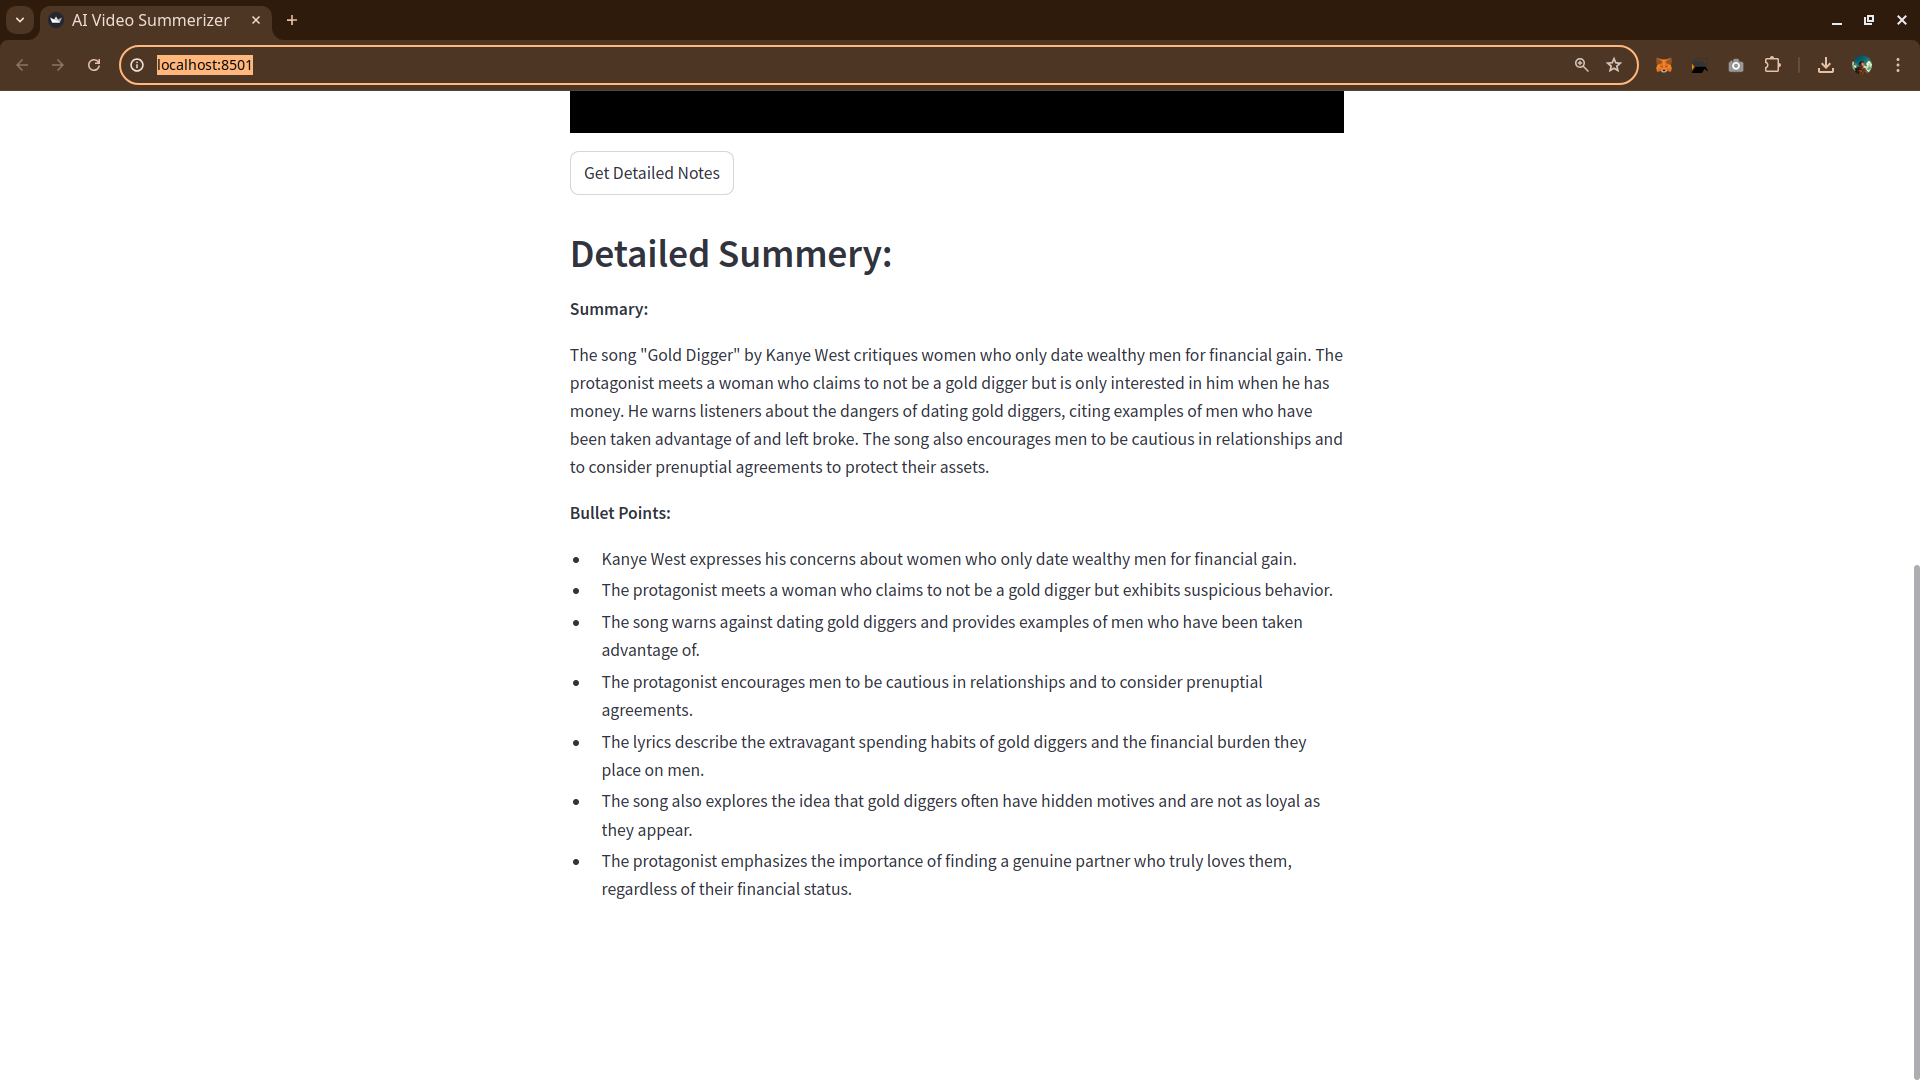 AI Video Summerizer
localhost:8501
Get Detailed Notes
Detailed Summery:
Summary:
The song "Gold Digger" by Kanye West critiques women who only date wealthy men for financial gain. The
protagonist meets a woman who claims to not be a gold digger but is only interested in him when he has
money. He warns listeners about the dangers of dating gold diggers, citing examples of men who have
been taken advantage of and left broke. The song also encourages men to be cautious in relationships and
to consider prenuptial agreements to protect their assets.
Bullet Points:
• Kanye West expresses his concerns about women who only date wealthy men for financial gain.
• The protagonist meets a woman who claims to not be a gold digger but exhibits suspicious behavior.
• The song warns against dating gold diggers and provides examples of men who have been taken
advantage of.
• The protagonist encourages men to be cautious in relationships and to consider prenuptial
agreements.
• The lyrics describe the extravagant spending habits of gold diggers and the financial burden they
place on men.
• The song also explores the idea that gold diggers often have hidden motives and are not as loyal as
they appear.
• The protagonist emphasizes the importance of finding a genuine partner who truly loves them,
regardless of their financial status.